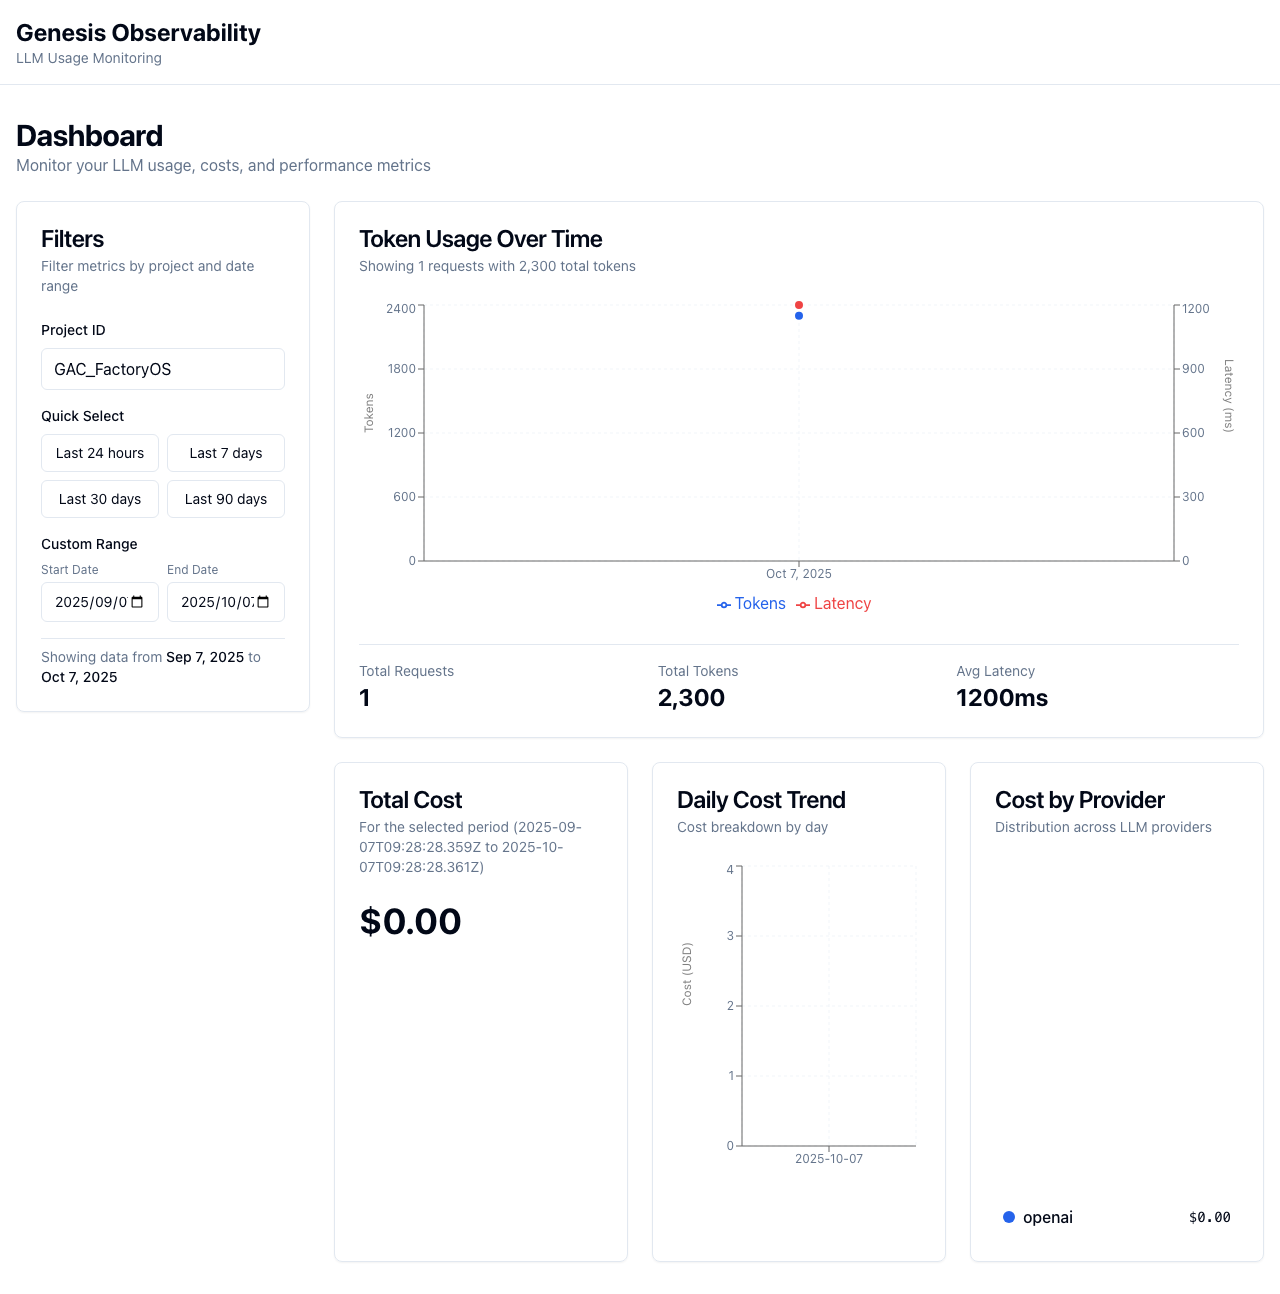 Genesis Observability
LLM Usage Monitoring
Dashboard
Monitor your LLM usage, costs, and performance metrics
Filters
Filter metrics by project and date
range
Project ID
GAC_FactoryOS
Quick Select
Last 24 hours
Last 7 days
Last 30 days
Last 90 days
Custom Range
Start Date
End Date
2025/09/0
2025/10/07
Showing data from Sep 7, 2025 to
Oct 7, 2025
Token Usage Over Time
Showing 1 requests with 2,300 total tokens
2400
1800
1200
600
0
Tokens
1200
900
600
300
0
Latency (ms)
Oct 7, 2025
Tokens
Latency
Total Requests
1
Total Tokens
2,300
Avg Latency
1200ms
Total Cost
For the selected period (2025-09-
07T09:28:28.359Z to 2025-10-
07T09:28:28.361Z)
$0.00
Daily Cost Trend
Cost breakdown by day
4
3
2
1
0
Cost (USD)
2025-10-07
Cost by Provider
Distribution across LLM providers
openai
$0.00